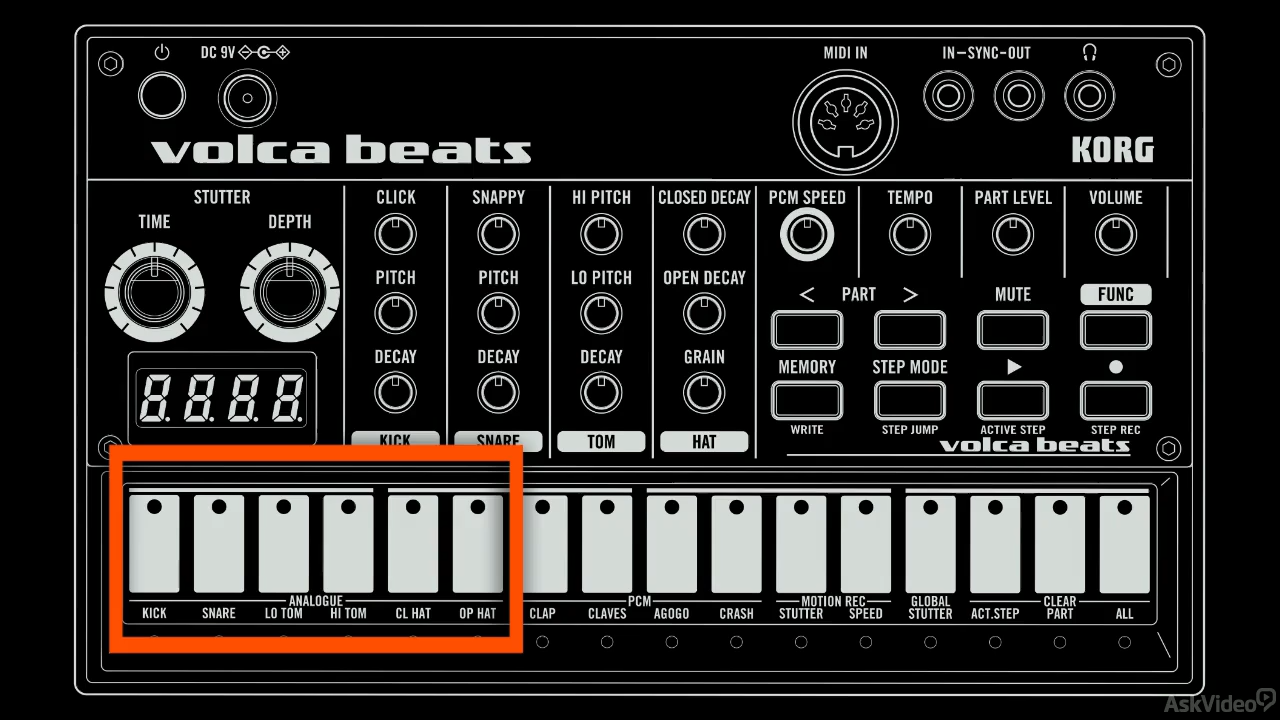 DC 9V
MIDI IN
IN-SYNC-OUT
volca beats
KORG
STUTTER
TIME
DEPTH
CLICK
SNAPPY
HI PITCH
CLOSED DECAY
PCM SPEED
TEMPO
PART LEVEL
VOLUME
PITCH
PITCH
LO PITCH
OPEN DECAY
< PART >
MUTE
FUNC
DECAY
DECAY
DECAY
GRAIN
MEMORY
STEP MODE
8.8.8.8
WRITE
STEP JUMP
ACTIVE STEP
STEP REC
KICK
SNARE
TOM
HAT
volca beats
ANALOGUE
PCM
MOTION REC
GLOBAL
CLEAR
KICK
SNARE
LO TOM
HI TOM
CL HAT
OP HAT
CLAP
CLAVES
AGOGO
CRASH
STUTTER
SPEED
STUTTER
ACT.STEP
PART
ALL
AskVideo